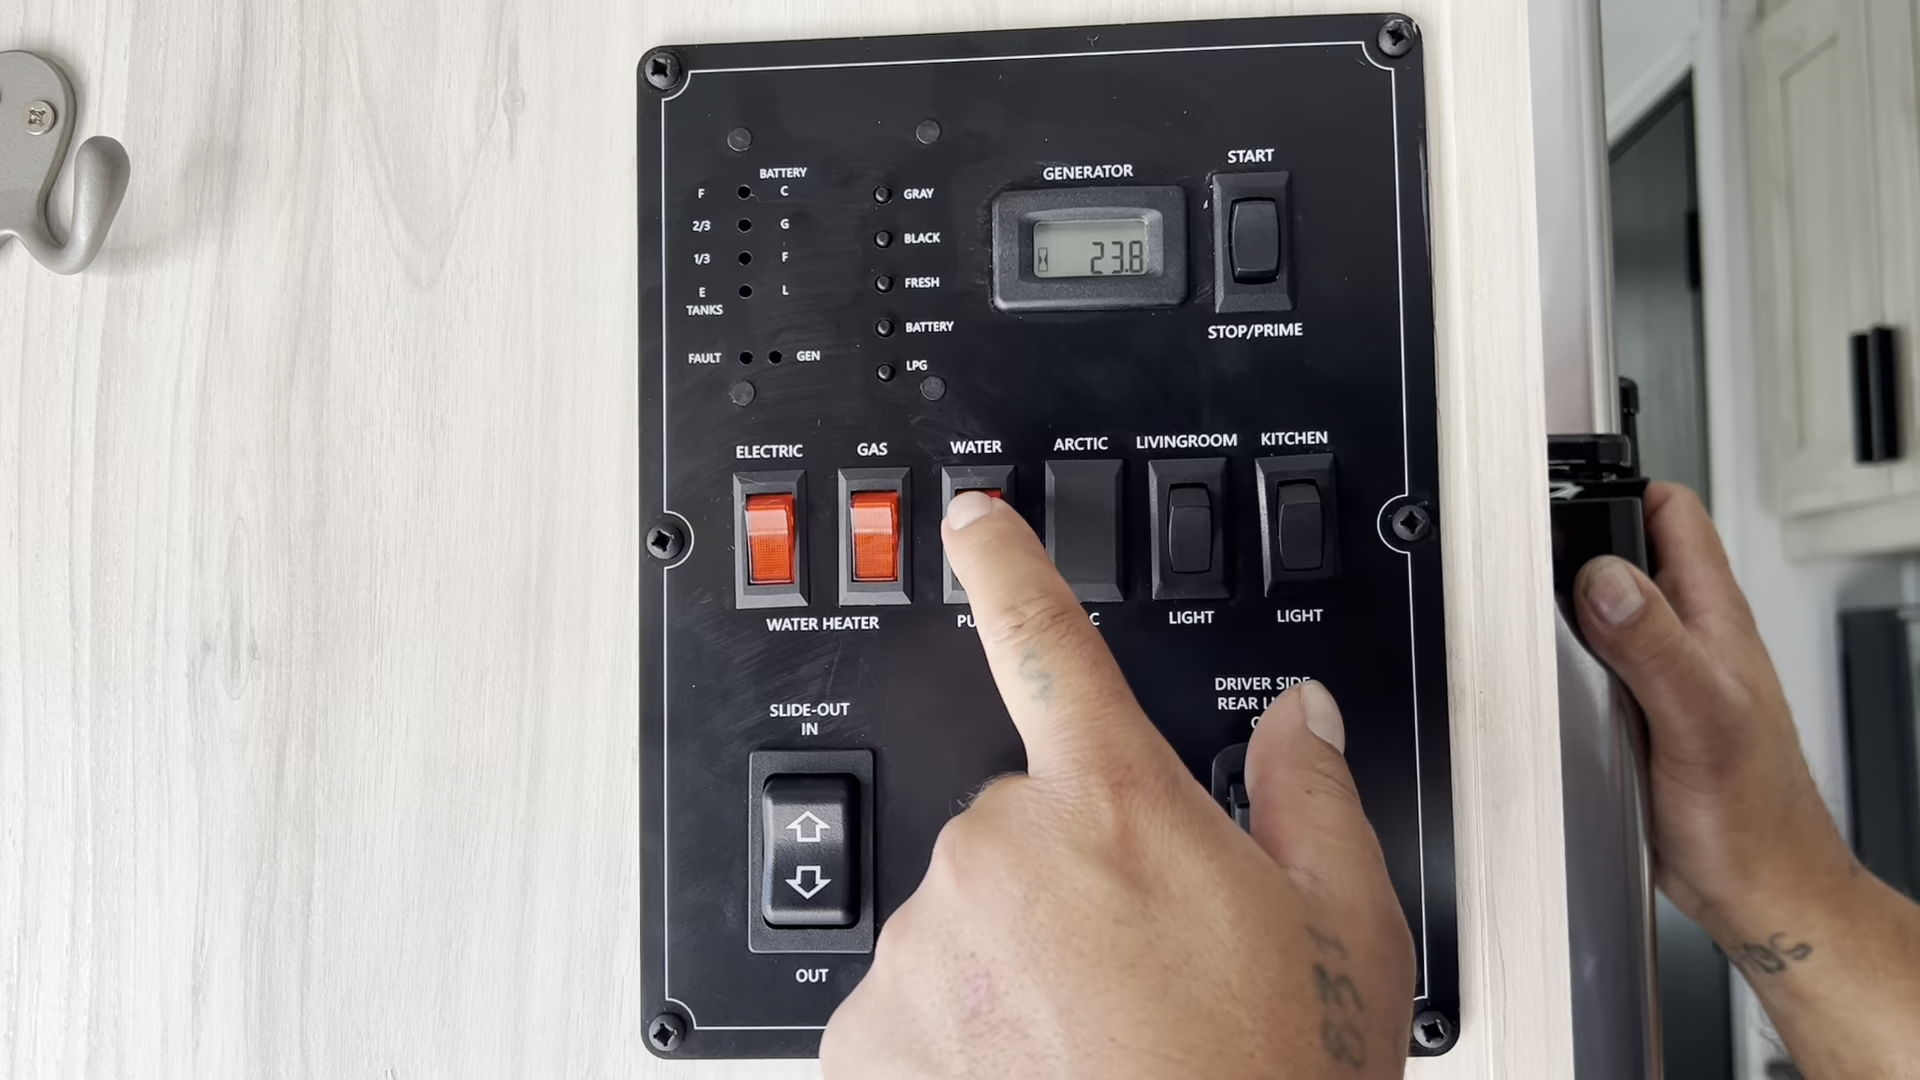 BATTERY
F C
2/3 G
1/3 F
E L
TANKS
FAULT GEN
GRAY
BLACK
FRESH
BATTERY
LPG
GENERATOR
23.8
START
STOP/PRIME
ELECTRIC
GAS
WATER
ARCTIC
LIVINGROOM
KITCHEN
WATER HEATER
LIGHT
LIGHT
SLIDE-OUT
IN
OUT
DRIVER SIDE
REAR